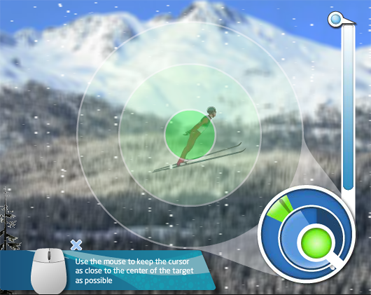 Use the mouse to keep the cursor
as close to the center of the target
as possible